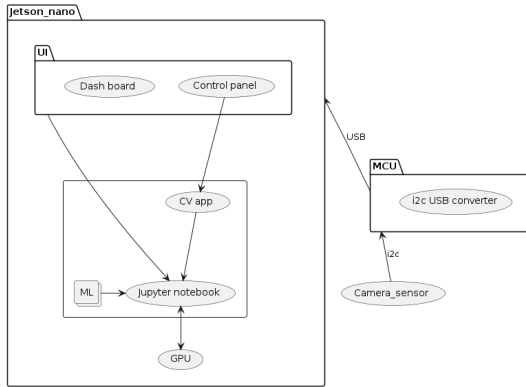 Jetson_nano
UI
Dash board
Control panel
USB
MCU
CV app
i2c USB converter
i2c
ML
Jupyter notebook
Camera_sensor
GPU